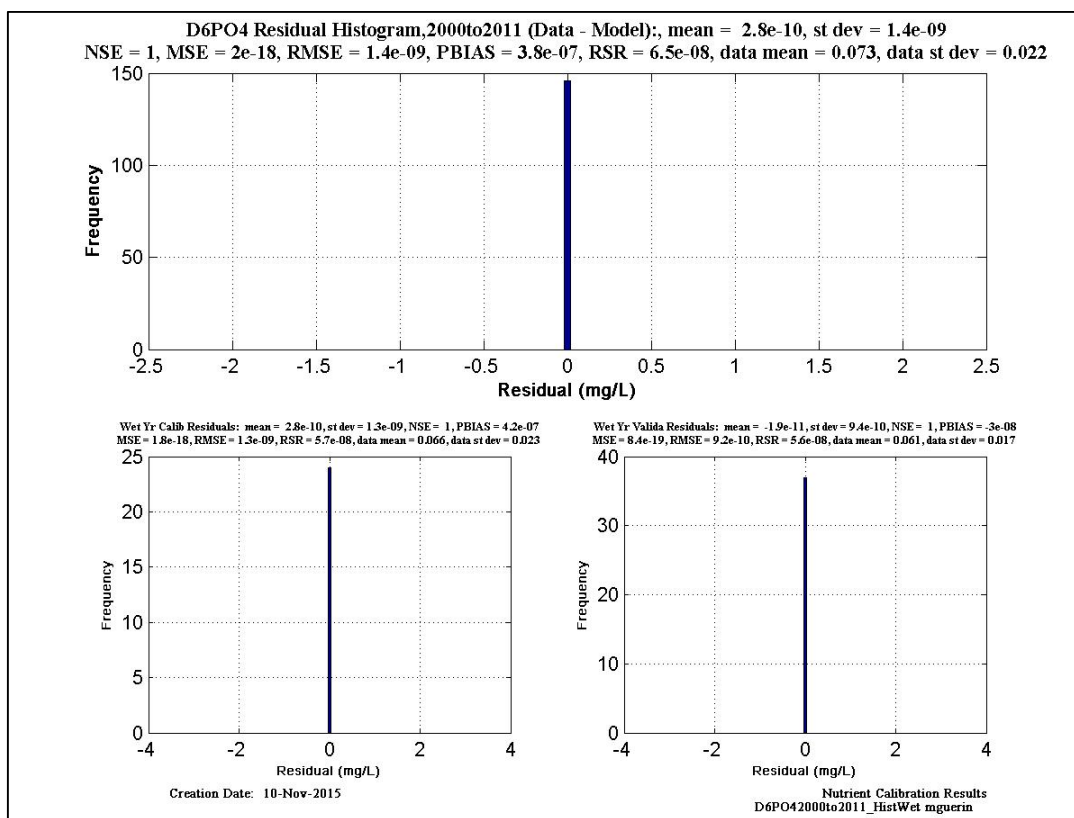 D6PO4 Residual Histogram,2000to2011 (Data - Model):, mean = 2.8e-10, st dev = 1.4e-09
NSE = 1, MSE = 2e-18, RMSE = 1.4e-09, PBIAS = 3.8e-07, RSR = 6.5e-08, data mean = 0.073, data st dev = 0.022
150
100
50
0
Frequency
-2.5 -2 -1.5 -1 -0.5 0 0.5 1 1.5 2 2.5
Residual (mg/L)
Wet Yr Calib Residuals: mean = 2.8e-10, st dev = 1.3e-09, NSE = 1, PBIAS = 4.2e-07
MSE = 1.8e-18, RMSE = 1.3e-09, RSR = 5.7e-08, data mean = 0.066, data st dev = 0.023
25
20
15
10
5
0
Frequency
-4 -2 0 2 4
Residual (mg/L)
Wet Yr Valida Residuals: mean = -1.9e-11, st dev = 9.4e-10, NSE = 1, PBIAS = -3e-08
MSE = 8.4e-19, RMSE = 9.2e-10, RSR = 5.6e-08, data mean = 0.061, data st dev = 0.017
40
30
20
10
0
Frequency
-4 -2 0 2 4
Residual (mg/L)
Creation Date: 10-Nov-2015
Nutrient Calibration Results
D6PO42000to2011_HistWet mguerin